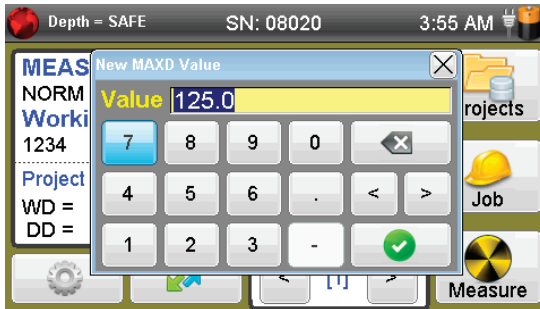 Depth = SAFE SN: 08020 3:55 AM
MEAS
NORM
Worki
1234
Project
WD =
DD =
New MAXD Value
Value 125.0
7 8 9 0
4 5 6 . < >
1 2 3 -
rojects
Job
Measure
< [1] >